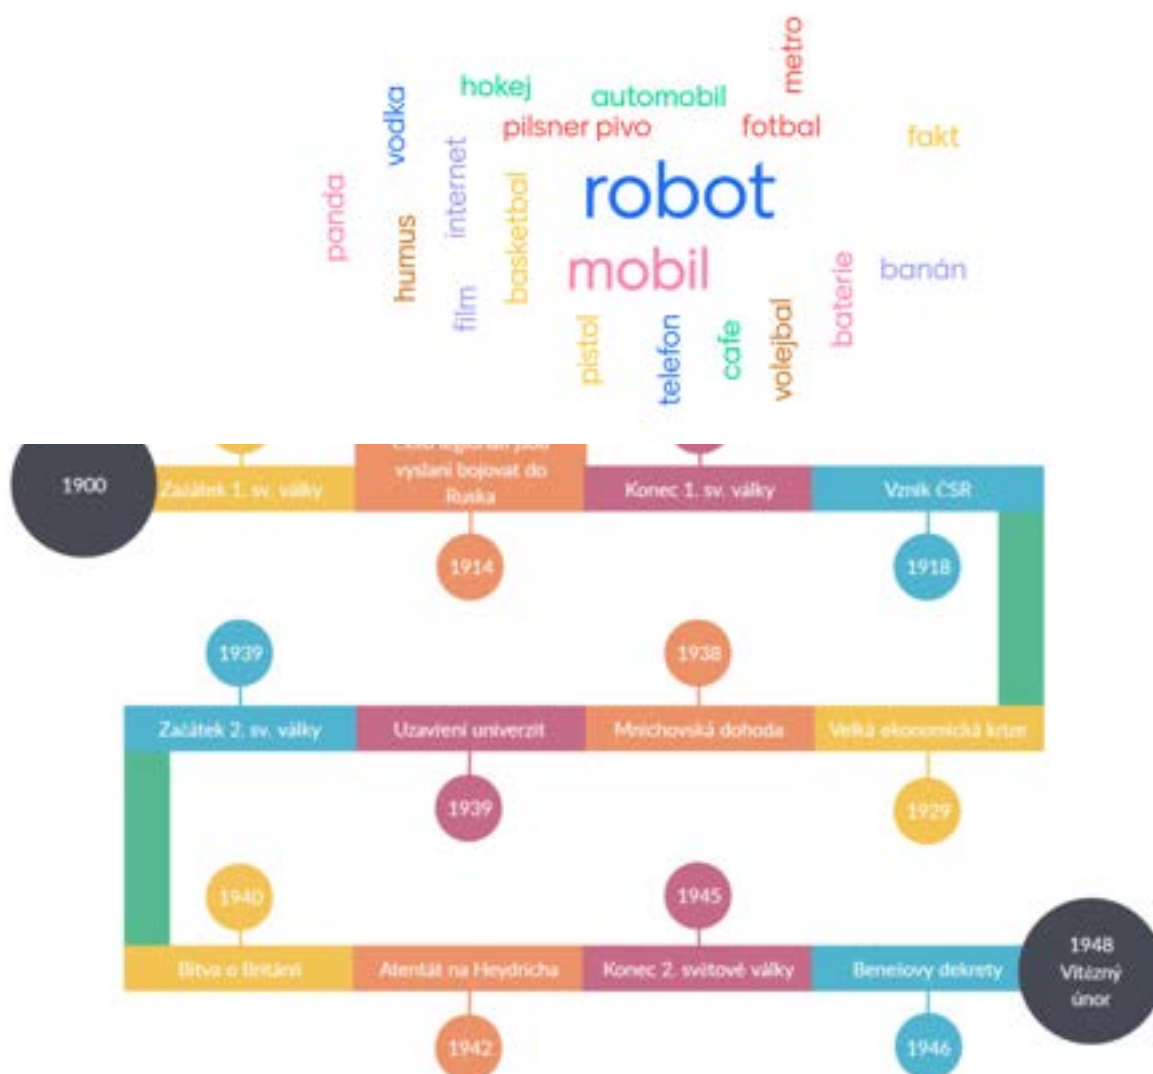 metro
hokej
automobil
vodka
pilsner pivo
fotbal
fakt
internet
panda
basketbal
robot
humus
mobil
baterie
banán
film
pistol
telefon
cafe
volejbal
1900
Začátek 1. sv. války
vyslaní bojovat do
Ruska
Konec 1. sv. války
Vznik ČSR
1914
1918
1939
1938
Začátek 2. sv. války
Uzavření univerzit
Mnichovská dohoda
Velká ekonomická krize
1939
1929
1940
1945
Bitva o Británii
Atentát na Heydricha
Konec 2. světové války
Benešovy dekrety
1948
Vítězný
únor
1942
1946